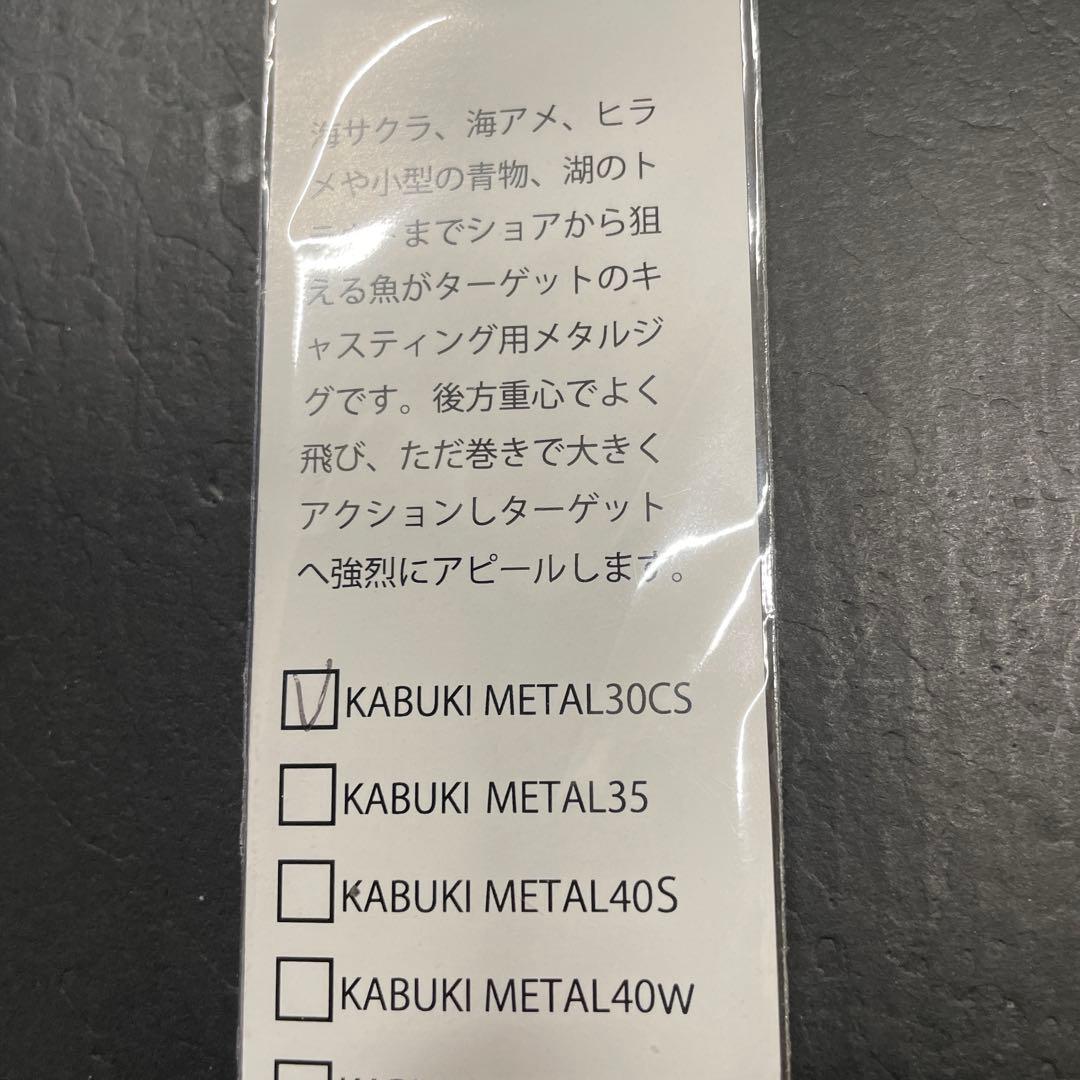 海サクラ、海アメ、ヒラ
メや小型の青物、湖のト
ラウトまでショアから狙
える魚がターゲットのキ
ャスティング用メタルジ
グです。後方重心でよく
飛び、ただ巻きで大きく
アクションしターゲット
へ強烈にアピールします。
KABUKI METAL30CS
KABUKI METAL35
KABUKI METAL40S
KABUKI METAL40W